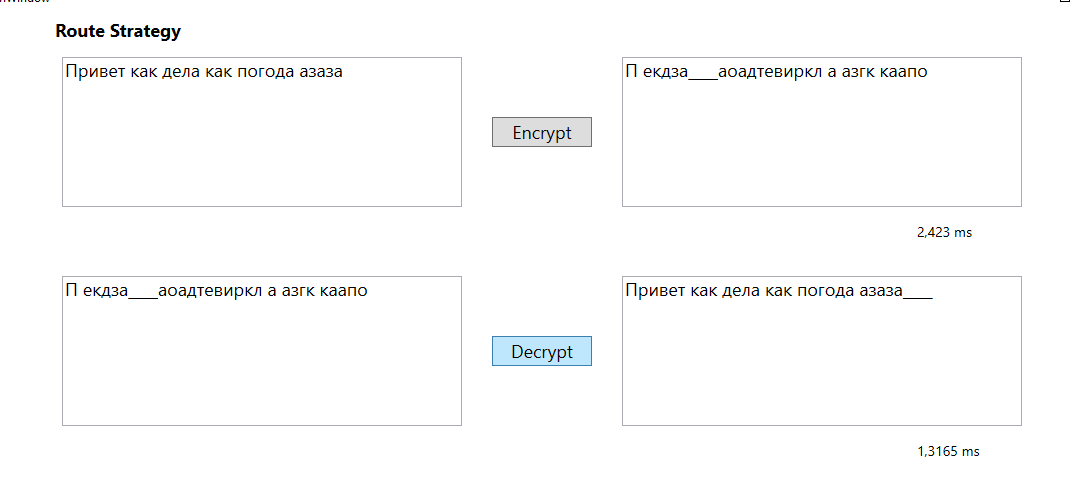 Route Strategy
Привет как дела как погода азаза
Encrypt
П екдза____аоадтевиркл а азгк каапо
2,423 ms
П екдза____аоадтевиркл а азгк каапо
Decrypt
Привет как дела как погода азаза____
1,3165 ms